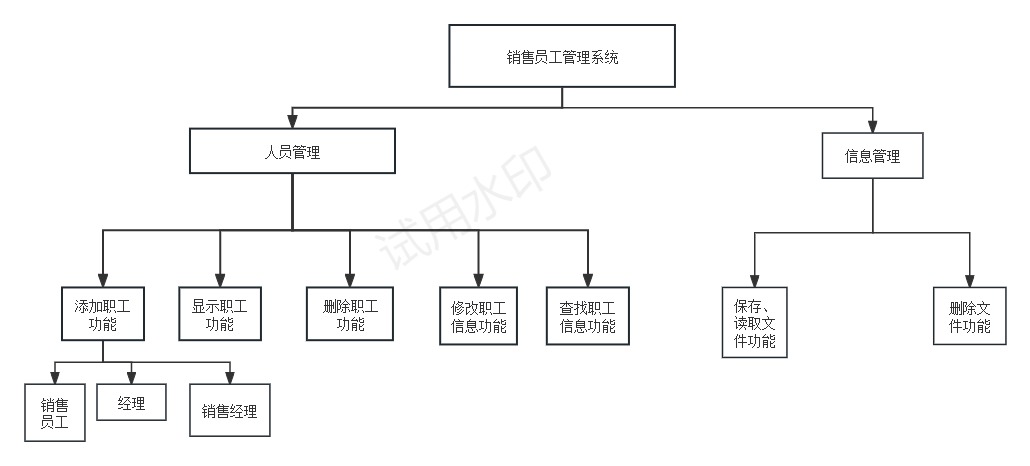 销售员工管理系统
人员管理
信息管理
试用水印
添加职工
功能
显示职工
功能
删除职工
功能
修改职工
信息功能
查找职工
信息功能
保存、
读取文
件功能
删除文
件功能
销售
员工
经理
销售经理